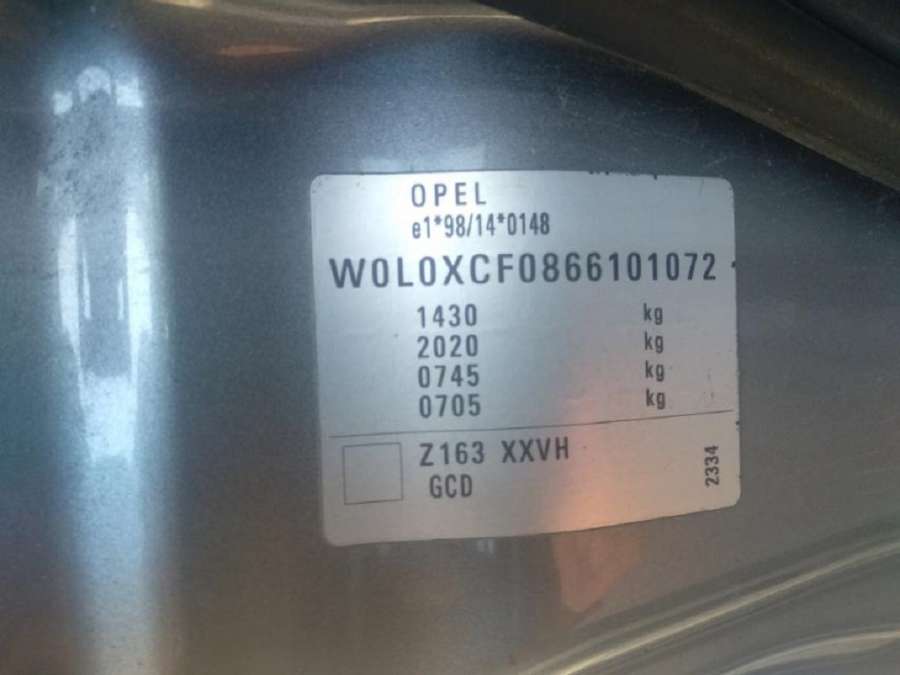 OPEL
e1*98/14*0148
W0L0XCF0866101072
1430 kg
2020 kg
0745 kg
0705 kg
Z163 XXVH
GCD
2334